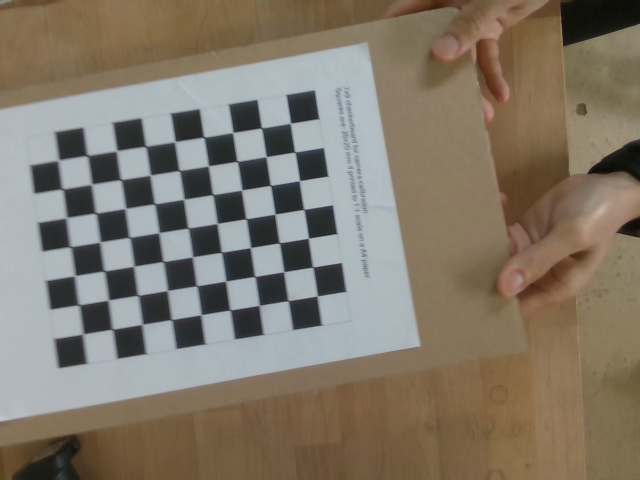 7x9 checkerboard for camera calibration.
Squares are 20x20 mm if printed to 1:1 scale on a A4 paper